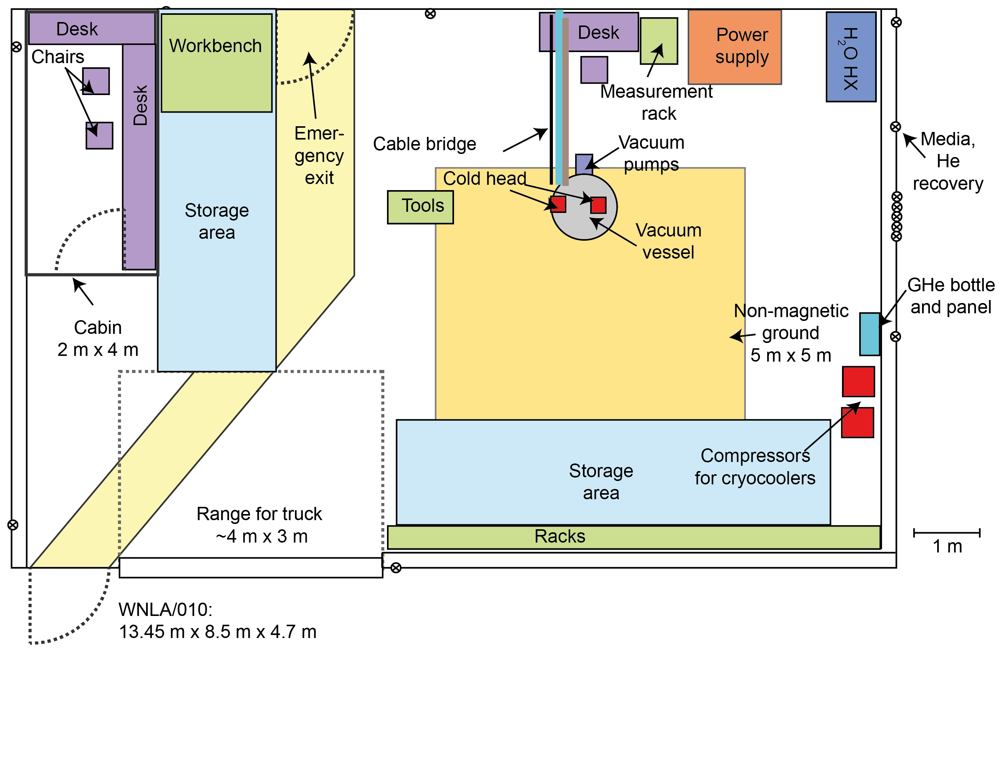 Desk
Chairs
Desk
Workbench
Emer-
gency
exit
Storage
area
Cabin
2 m x 4 m
Desk
Measurement
rack
Power
supply
H2O HX
Cable bridge
Vacuum
pumps
Cold head
Tools
Vacuum
vessel
Media,
He
recovery
GHe bottle
and panel
Non-magnetic
ground
5 m x 5 m
Compressors
for cryocoolers
Storage
area
Racks
Range for truck
~4 m x 3 m
1 m
WNLA/010:
13.45 m x 8.5 m x 4.7 m